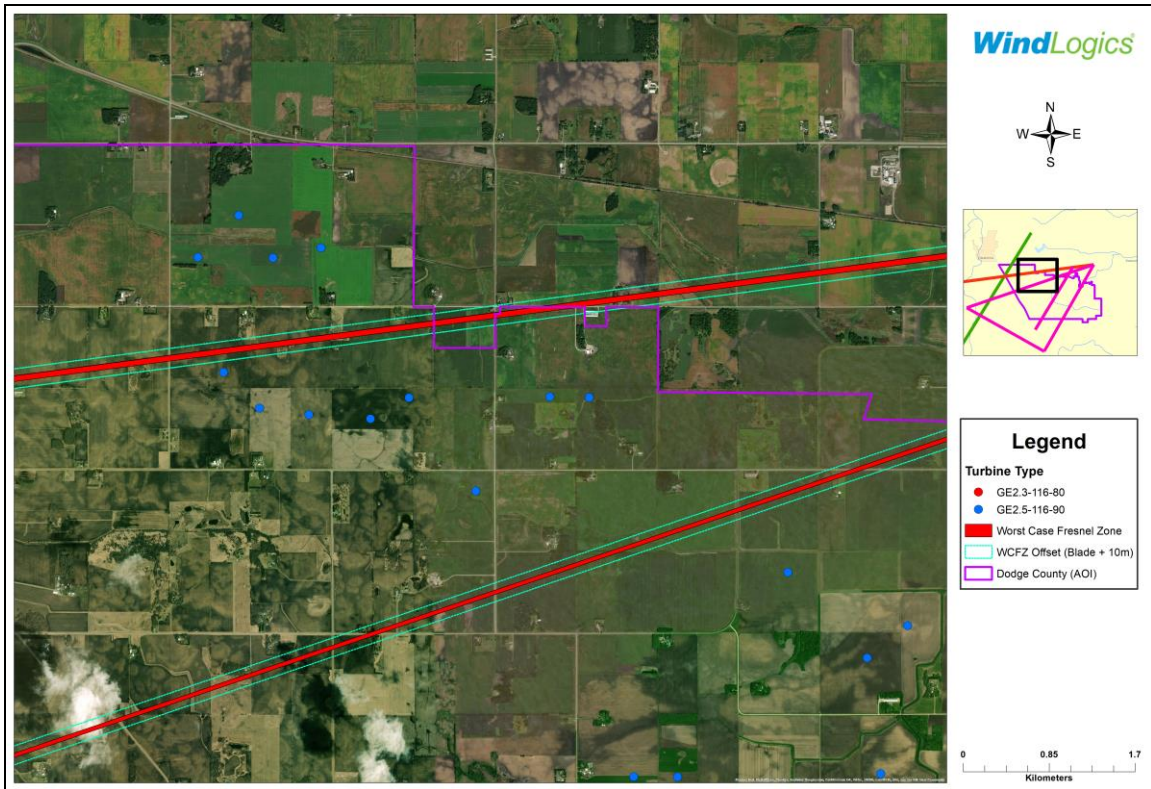 WindLogics
N
W E
S
Legend
Turbine Type
GE2.3-116-80
GE2.5-116-90
Worst Case Fresnel Zone
WCFZ Offset (Blade + 10m)
Dodge County (AOI)
0 0.85 1.7
Kilometers